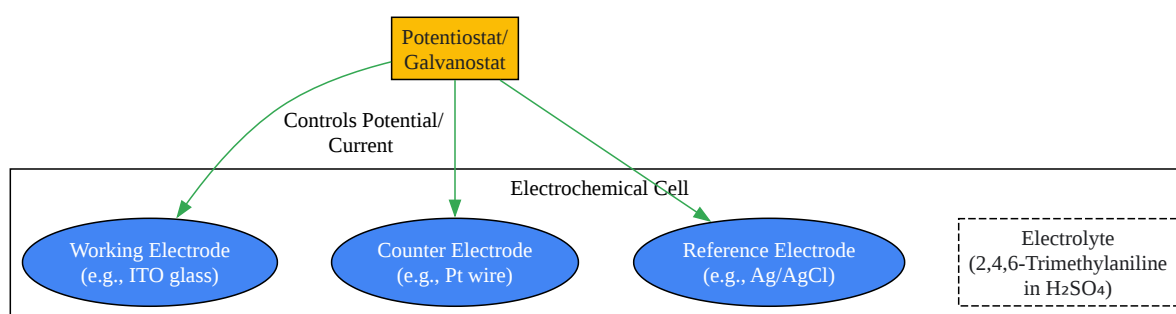 Potentiostat/
Galvanostat
Controls Potential/
Current
Electrochemical Cell
Working Electrode
(e.g., ITO glass)
Counter Electrode
(e.g., Pt wire)
Reference Electrode
(e.g., Ag/AgCl)
Electrolyte
(2,4,6-Trimethylaniline
in H₂SO₄)